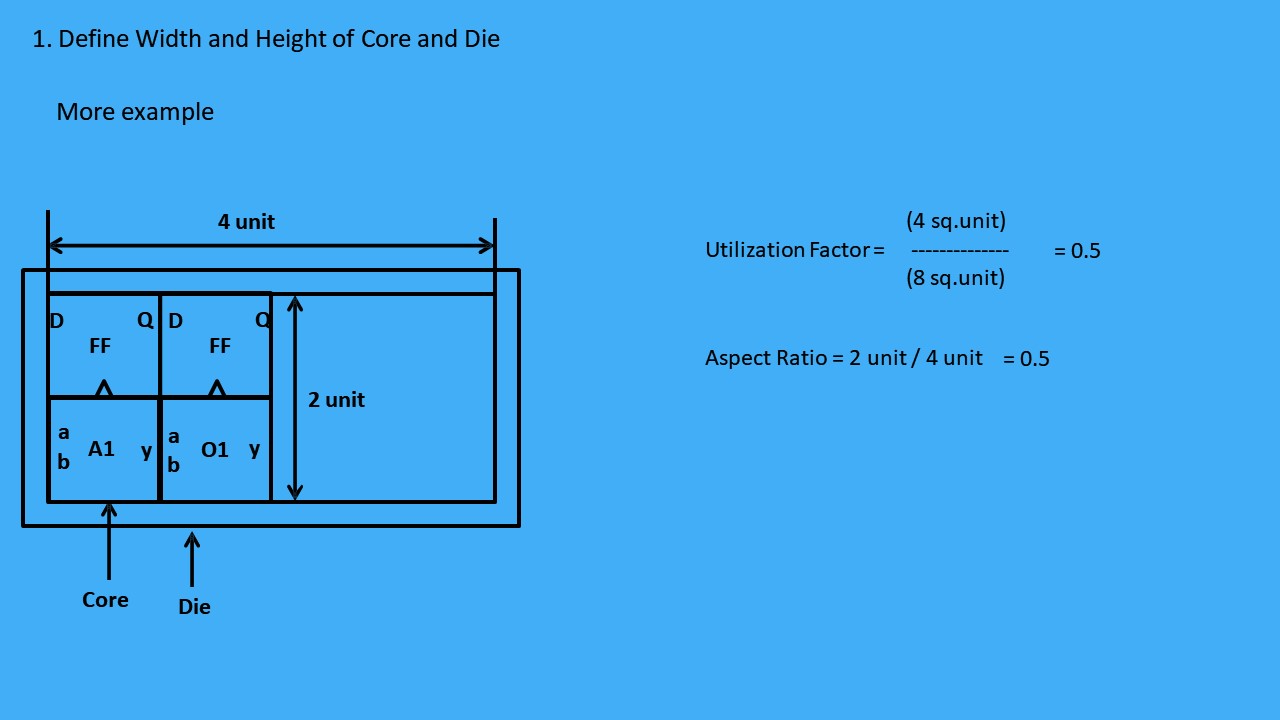 1. Define Width and Height of Core and Die
More example
4 unit
(4 sq.unit)
Utilization Factor = -------------- = 0.5
(8 sq.unit)
D Q D Q
FF FF
Aspect Ratio = 2 unit / 4 unit = 0.5
2 unit
a A1 y a O1 y
b b
Core
Die